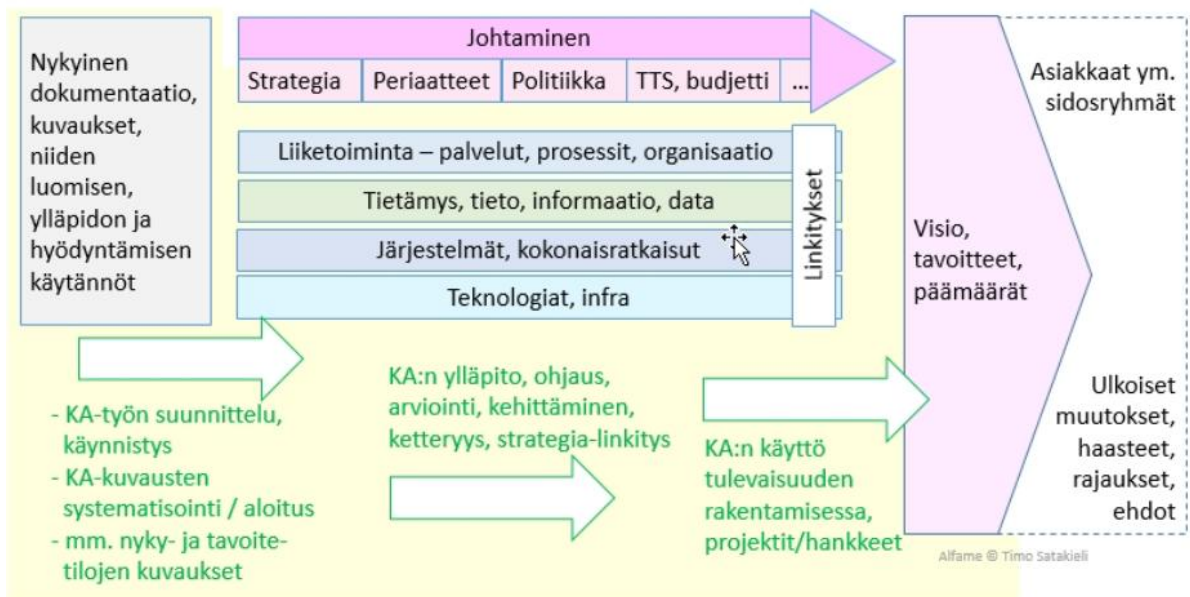 Nykyinen
dokumentaatio,
kuvaukset,
niiden
luomisen,
ylläpidon ja
hyödyntämisen
käytännöt
Johtaminen
Strategia
Periaatteet
Politiikka
TTS, budjetti
...
Liiketoiminta – palvelut, prosessit, organisaatio
Tietämys, tieto, informaatio, data
Järjestelmät, kokonaisratkaisut
Teknologiat, infra
Linkitykset
Visio,
tavoitteet,
päämäärät
Asiakkaat ym.
sidosryhmät
Ulkoiset
muutokset,
haasteet,
rajaukset,
ehdot
- KA-työn suunnittelu,
käynnistys
- KA-kuvausten
systematisointi / aloitus
- mm. nyky- ja tavoite-
tilojen kuvaukset
KA:n ylläpito, ohjaus,
arviointi, kehittäminen,
ketteryys, strategia-linkitys
KA:n käyttö
tulevaisuuden
rakentamisessa,
projektit/hankkeet
Alfame © Timo Satakieli